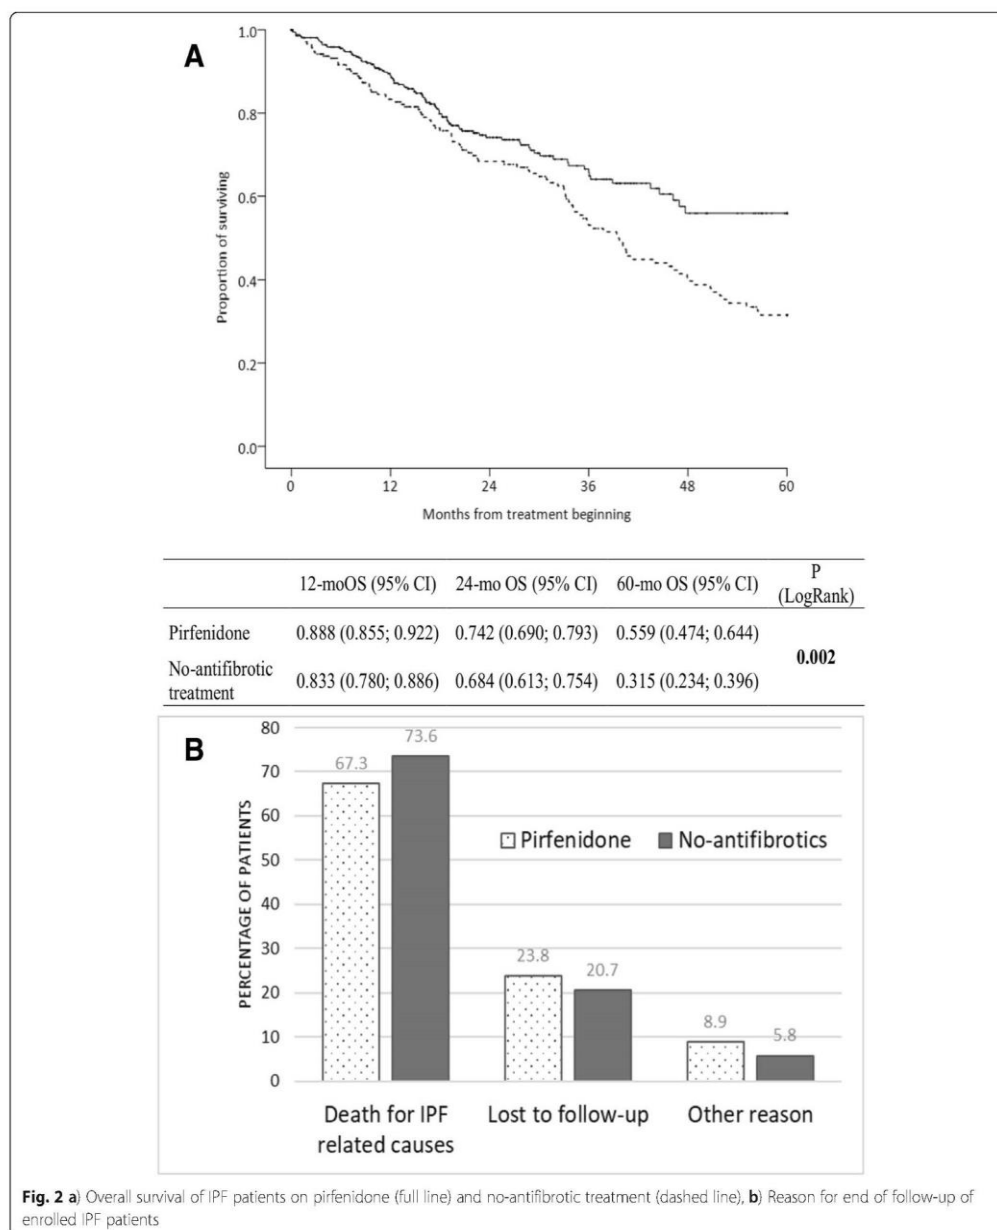 A
1.0
0.8
0.6
0.4
0.2
0.0
Proportion of surviving
0 12 24 36 48 60
Months from treatment beginning
12-moOS (95% CI) 24-mo OS (95% CI) 60-mo OS (95% CI) P (LogRank)
Pirfenidone 0.888 (0.855; 0.922) 0.742 (0.690; 0.793) 0.559 (0.474; 0.644)
0.002
No-antifibrotic
treatment 0.833 (0.780; 0.886) 0.684 (0.613; 0.754) 0.315 (0.234; 0.396)
B
80
70
60
50
40
30
20
10
0
PERCENTAGE OF PATIENTS
67.3 73.6
Pirfenidone No-antifibrotics
23.8 20.7
8.9 5.8
Death for IPF Lost to follow-up Other reason
related causes
Fig. 2 a) Overall survival of IPF patients on pirfenidone (full line) and no-antifibrotic treatment (dashed line), b) Reason for end of follow-up of
enrolled IPF patients